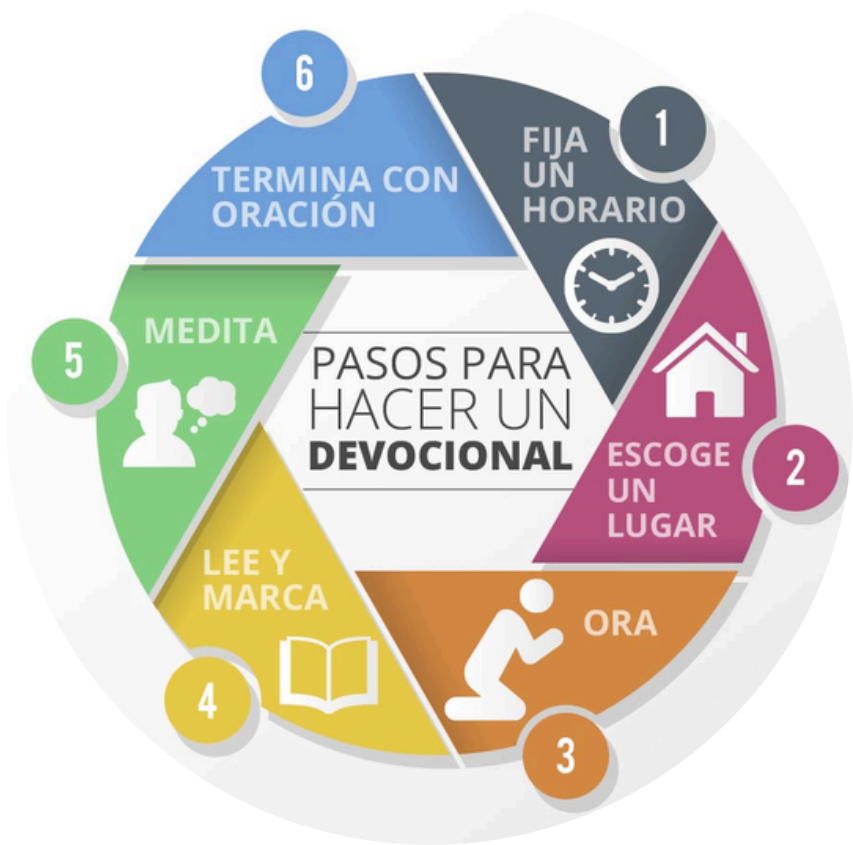 PASOS PARA
HACER UN
DEVOCIONAL
1
FIJA
UN
HORARIO
2
ESCOGE
UN
LUGAR
3
ORA
4
LEE Y
MARCA
5
MEDITA
6
TERMINA CON
ORACIÓN